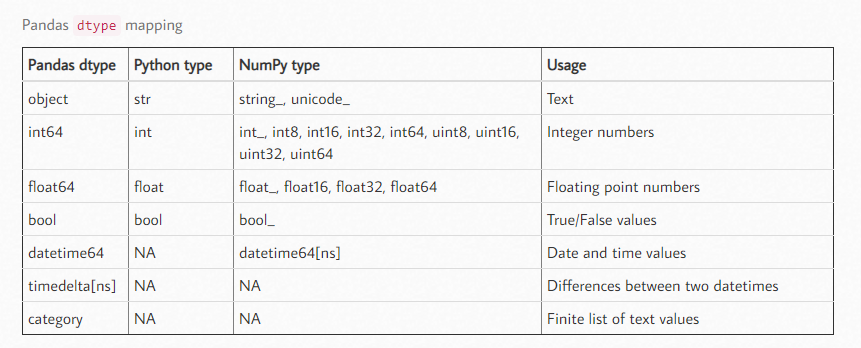 Pandas dtype mapping
Pandas dtype Python type NumPy type Usage
object str string_, unicode_ Text
int64 int int_, int8, int16, int32, int64, uint8, uint16, Integer numbers
uint32, uint64
float64 float float_, float16, float32, float64 Floating point numbers
bool bool bool_ True/False values
datetime64 NA datetime64[ns] Date and time values
timedelta[ns] NA NA Differences between two datetimes
category NA NA Finite list of text values